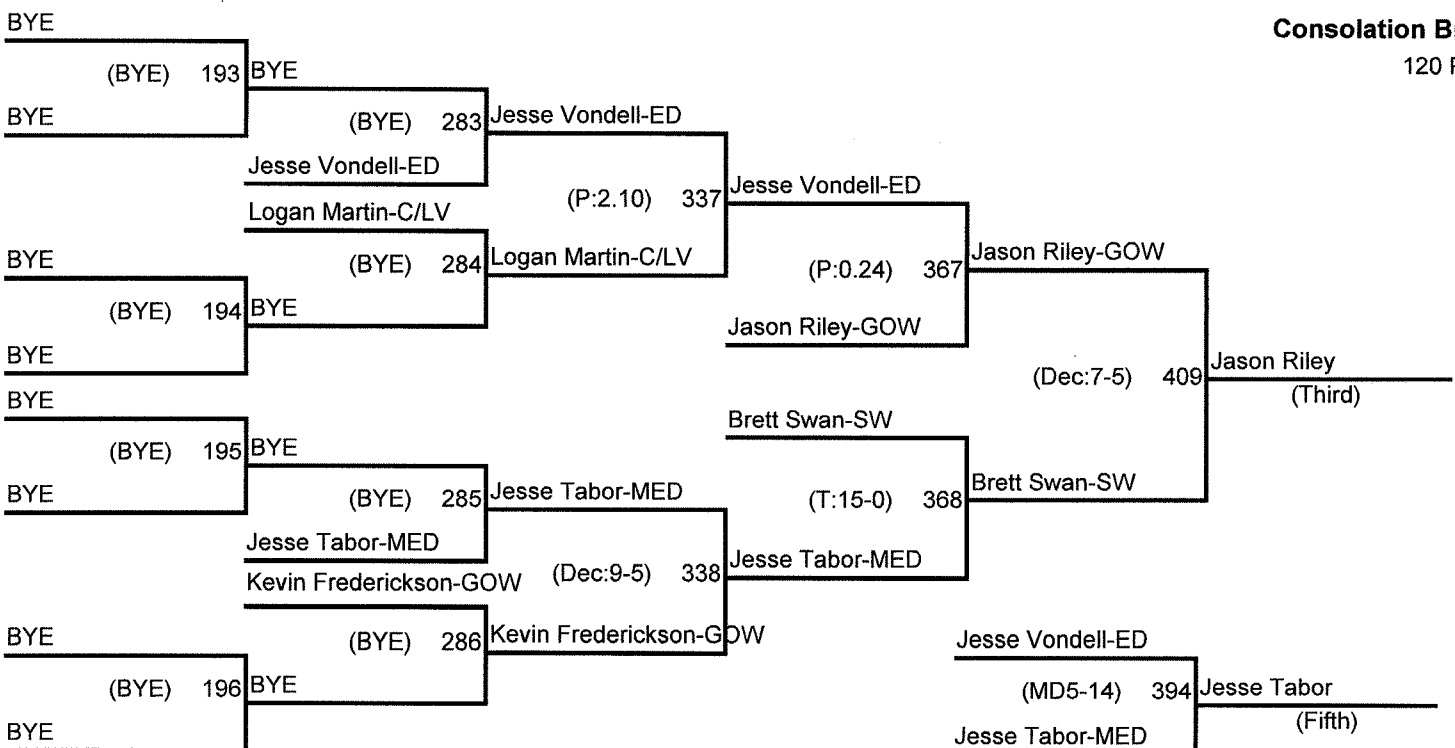 BYE
Consolation B
120
(BYE) 193 BYE
BYE
(BYE) 283 Jesse Vondell-ED
Jesse Vondell-ED
(P:2.10) 337 Jesse Vondell-ED
Logan Martin-C/LV
BYE
(BYE) 284 Logan Martin-C/LV
(P:0.24) 367 Jason Riley-GOW
(BYE) 194 BYE
Jason Riley-GOW
BYE
(Dec:7-5) 409 Jason Riley
(Third)
BYE
Brett Swan-SW
(BYE) 195 BYE
BYE
(BYE) 285 Jesse Tabor-MED
(T:15-0) 368 Brett Swan-SW
Jesse Tabor-MED
(Dec:9-5) 338 Jesse Tabor-MED
Kevin Frederickson-GOW
BYE
(BYE) 286 Kevin Frederickson-GOW
Jesse Vondell-ED
(BYE) 196 BYE
(MD5-14) 394 Jesse Tabor
(Fifth)
BYE
Jesse Tabor-MED